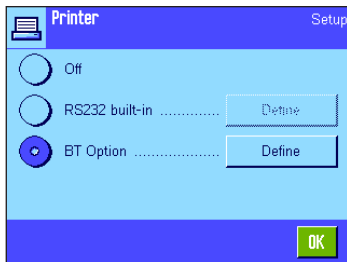 Printer Setup
Off
RS232 built-in .............. Define
BT Option .................... Define
OK